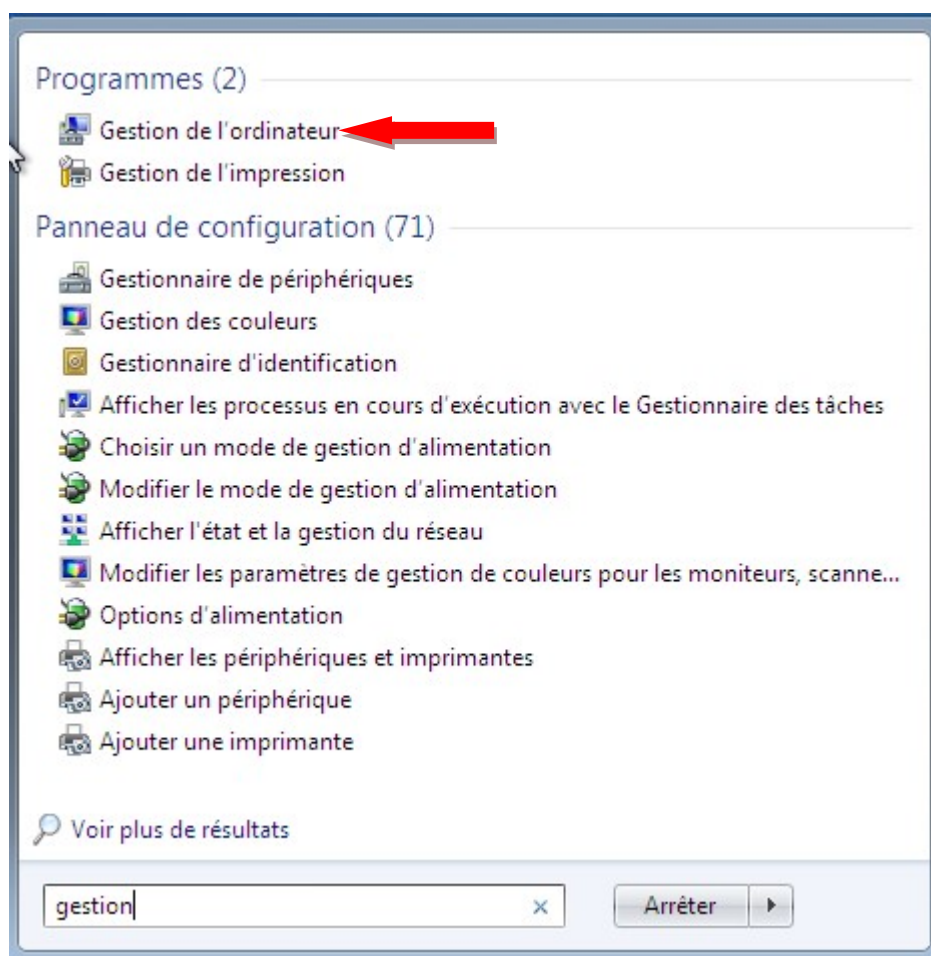 Programmes (2)
Gestion de l'ordinateur
Gestion de l'impression
Panneau de configuration (71)
Gestionnaire de périphériques
Gestion des couleurs
Gestionnaire d'identification
Afficher les processus en cours d'exécution avec le Gestionnaire des tâches
Choisir un mode de gestion d'alimentation
Modifier le mode de gestion d'alimentation
Afficher l'état et la gestion du réseau
Modifier les paramètres de gestion de couleurs pour les moniteurs, scanne...
Options d'alimentation
Afficher les périphériques et imprimantes
Ajouter un périphérique
Ajouter une imprimante
Voir plus de résultats
gestion Arrêter